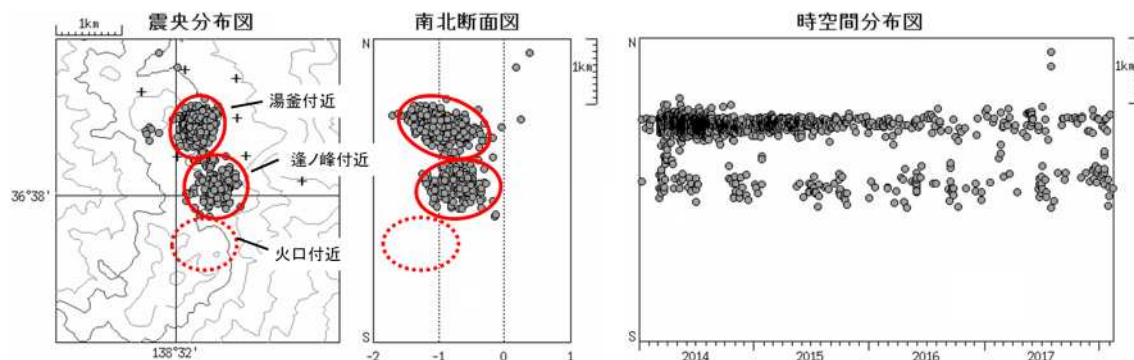 震央分布図
1km
湯釜付近
逢ノ峰付近
火口付近
36°38'
138°32'
南北断面図
N
S
1km
-2 -1 0 1
時空間分布図
N
S
1km
2014 2015 2016 2017